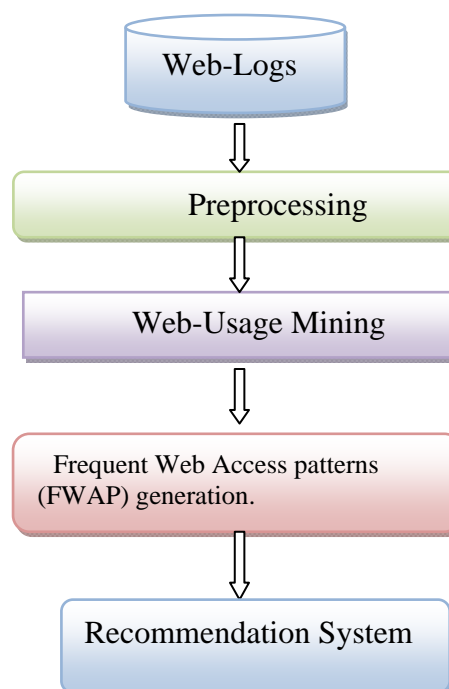 Web-Logs
Preprocessing
Web-Usage Mining
Frequent Web Access patterns
(FWAP) generation.
Recommendation System